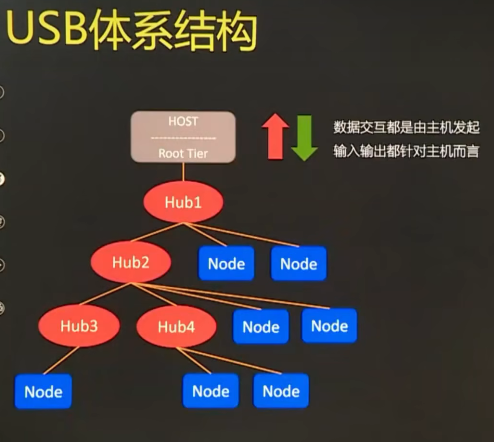 USB体系结构
HOST
Root Tier
数据交互都是由主机发起
输入输出都针对主机而言
Hub1
Hub2
Node
Node
Hub3
Hub4
Node
Node
Node
Node
Node